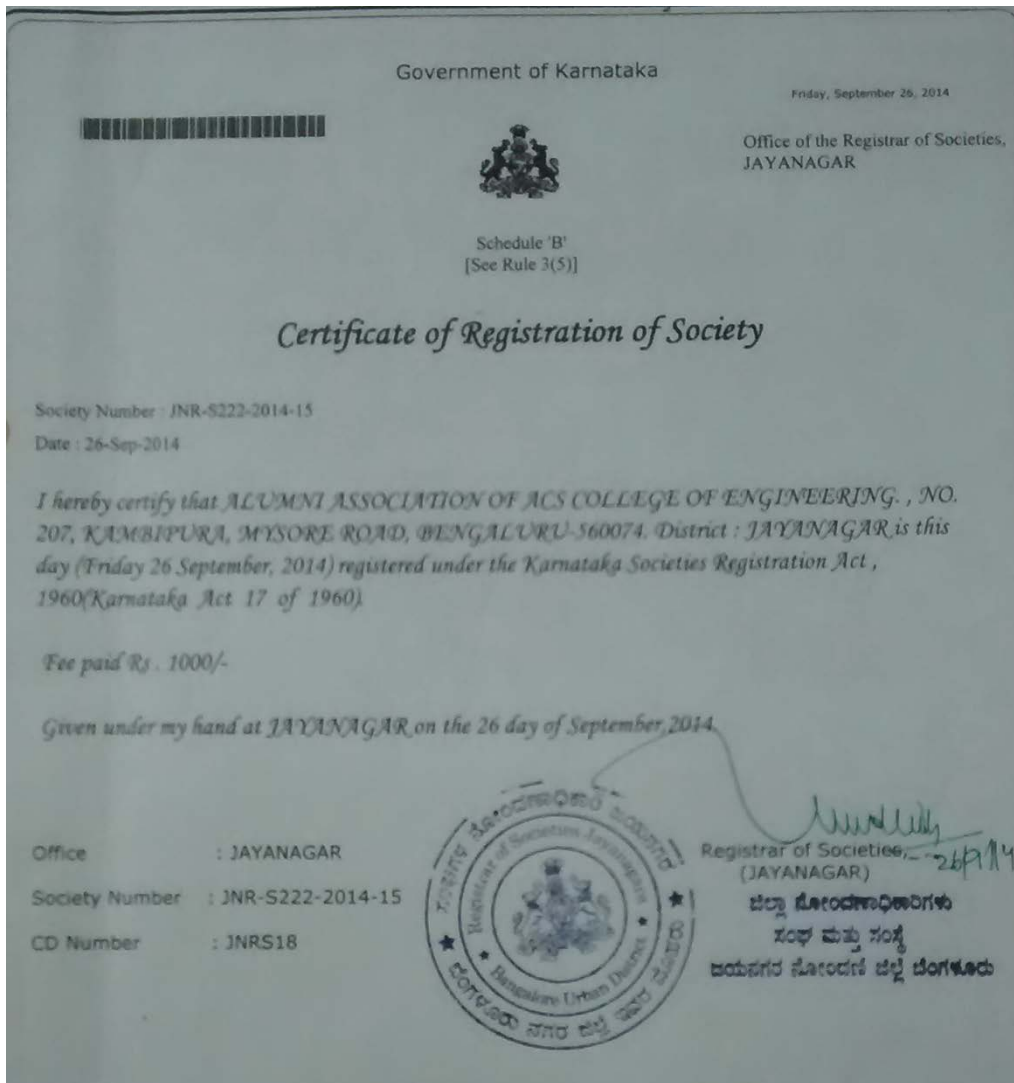 Government of Karnataka
Friday, September 26, 2014
Office of the Registrar of Societies,
JAYANAGAR
Schedule 'B'
[See Rule 3(5)]
Certificate of Registration of Society
Society Number : JNR-S222-2014-15
Date : 26-Sep-2014
I hereby certify that ALUMNI ASSOCIATION OF ACS COLLEGE OF ENGINEERING. , NO.
207, KAMBIPURA, MYSORE ROAD, BENGALURU-560074. District : JAYANAGAR is this
day (Friday 26 September, 2014) registered under the Karnataka Societies Registration Act ,
1960(Karnataka Act 17 of 1960)
Fee paid Rs . 1000/-
Given under my hand at JAYANAGAR on the 26 day of September,2014.
Office : JAYANAGAR
Society Number : JNR-S222-2014-15
CD Number : JNRS18
Registrar of Societies Jayanagara
Bangalore Urban District
ಬೆಂಗಳೂರು ನಗರ ಜಿಲ್ಲೆ
Registrar of Societies,
26/9/14
(JAYANAGAR)
ಜಿಲ್ಲಾ ನೋಂದಣಾಧಿಕಾರಿಗಳು
ಸಂಘ ಮತ್ತು ಸಂಸ್ಥೆ
ಜಯನಗರ ನೋಂದಣಿ ಜಿಲ್ಲೆ ಬೆಂಗಳೂರು